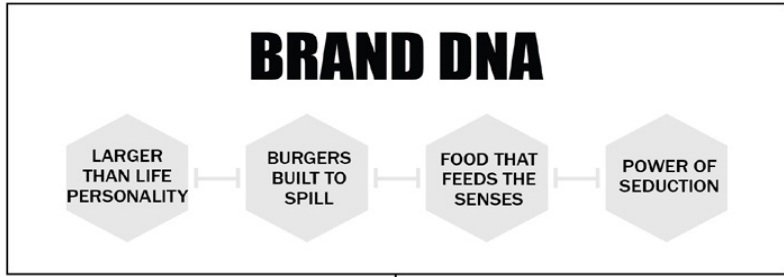 BRAND DNA
LARGER
THAN LIFE
PERSONALITY
BURGERS
BUILT TO
SPILL
FOOD THAT
FEEDS THE
SENSES
POWER OF
SEDUCTION